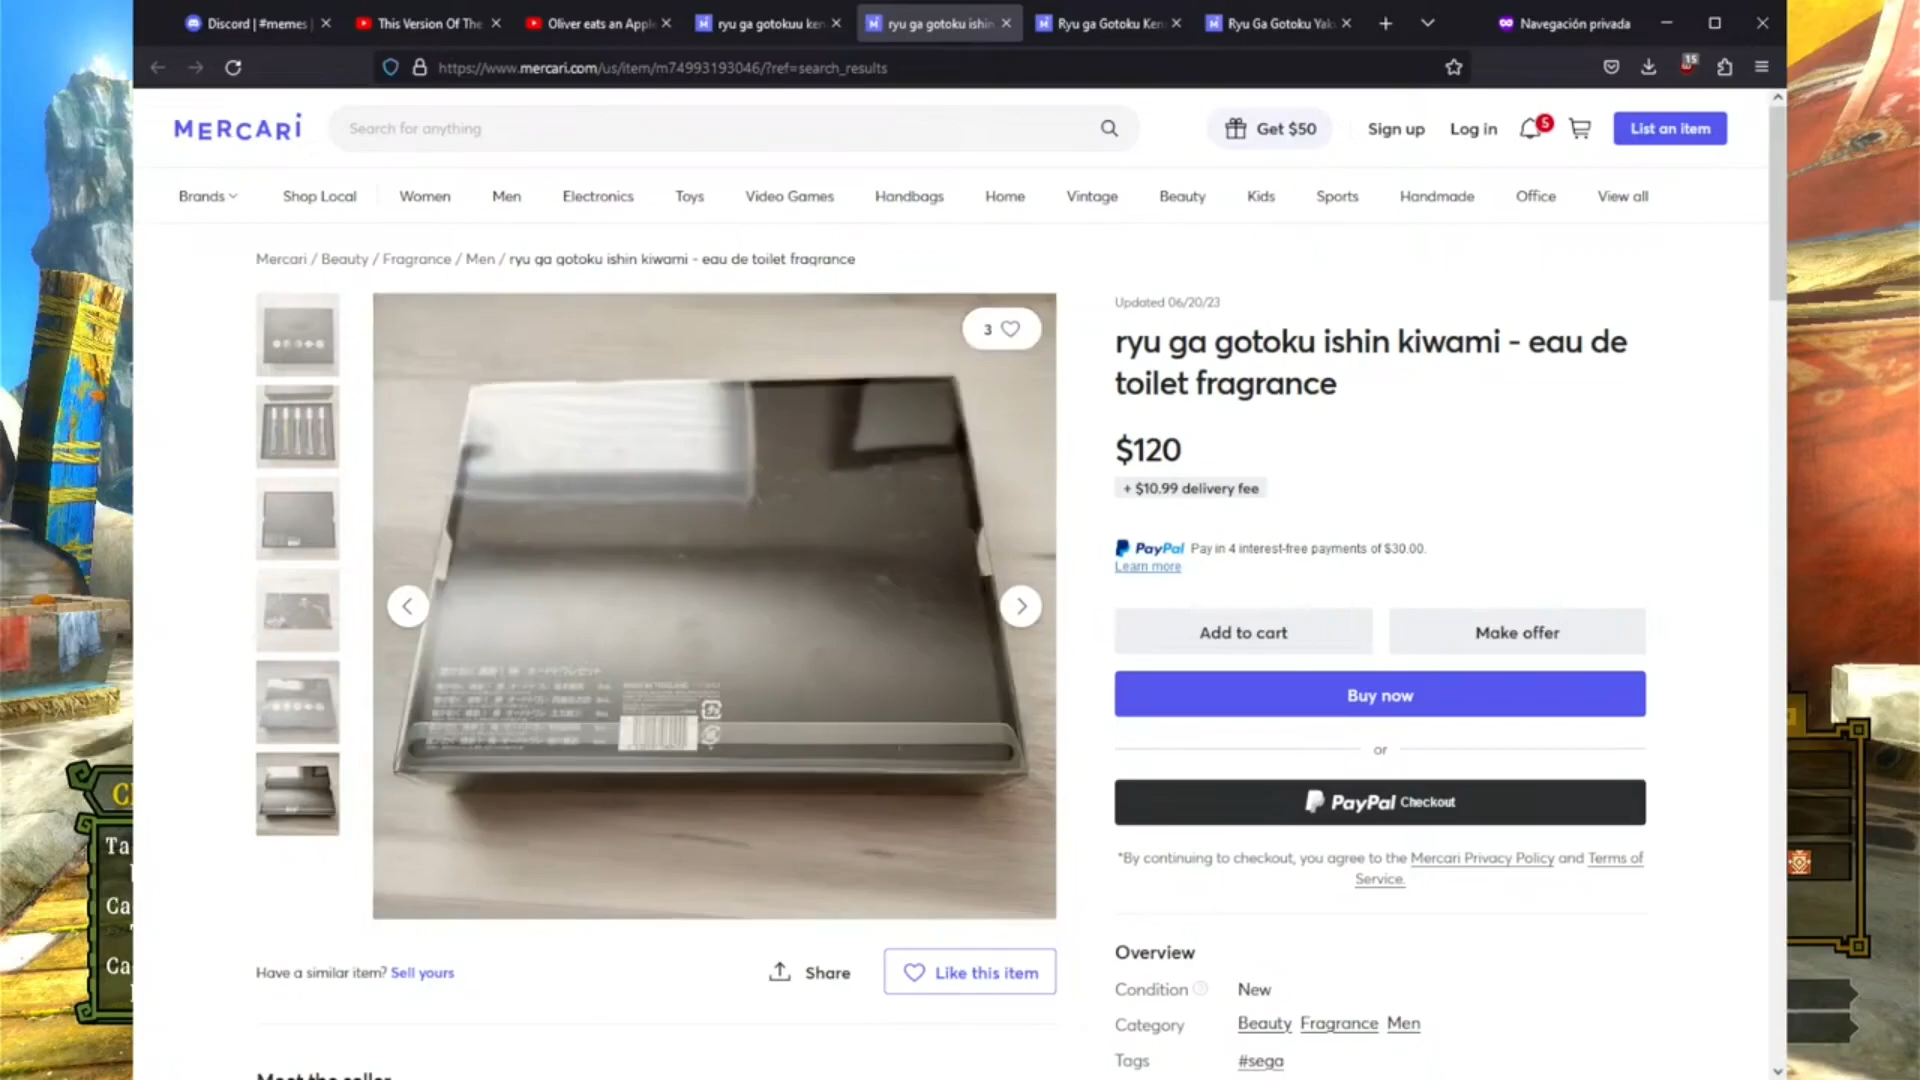 Discord | #memes |
This Version Of The
Oliver eats an Apple
ryu ga gotokuu ken
ryu ga gotoku ishin
Ryu ga Gotoku Ken
Ryu Ga Gotoku Yak
Navegación privada
https://www.mercari.com/us/item/m74993193046/?ref=search_results
15
MERCARI
Search for anything
Get $50
Sign up
Log in
5
List an item
Brands
Shop Local
Women
Men
Electronics
Toys
Video Games
Handbags
Home
Vintage
Beauty
Kids
Sports
Handmade
Office
View all
Mercari / Beauty / Fragrance / Men / ryu ga gotoku ishin kiwami - eau de toilet fragrance
3
Updated 06/20/23
ryu ga gotoku ishin kiwami - eau de
toilet fragrance
$120
+ $10.99 delivery fee
PayPal Pay in 4 interest-free payments of $30.00.
Learn more
Add to cart
Make offer
Buy now
or
PayPal Checkout
*By continuing to checkout, you agree to the Mercari Privacy Policy and Terms of
Service.
Have a similar item? Sell yours
Share
Like this item
Overview
Condition
New
Category
Beauty Fragrance Men
Tags
#sega
Meet the seller
Ta
Ca
Ca